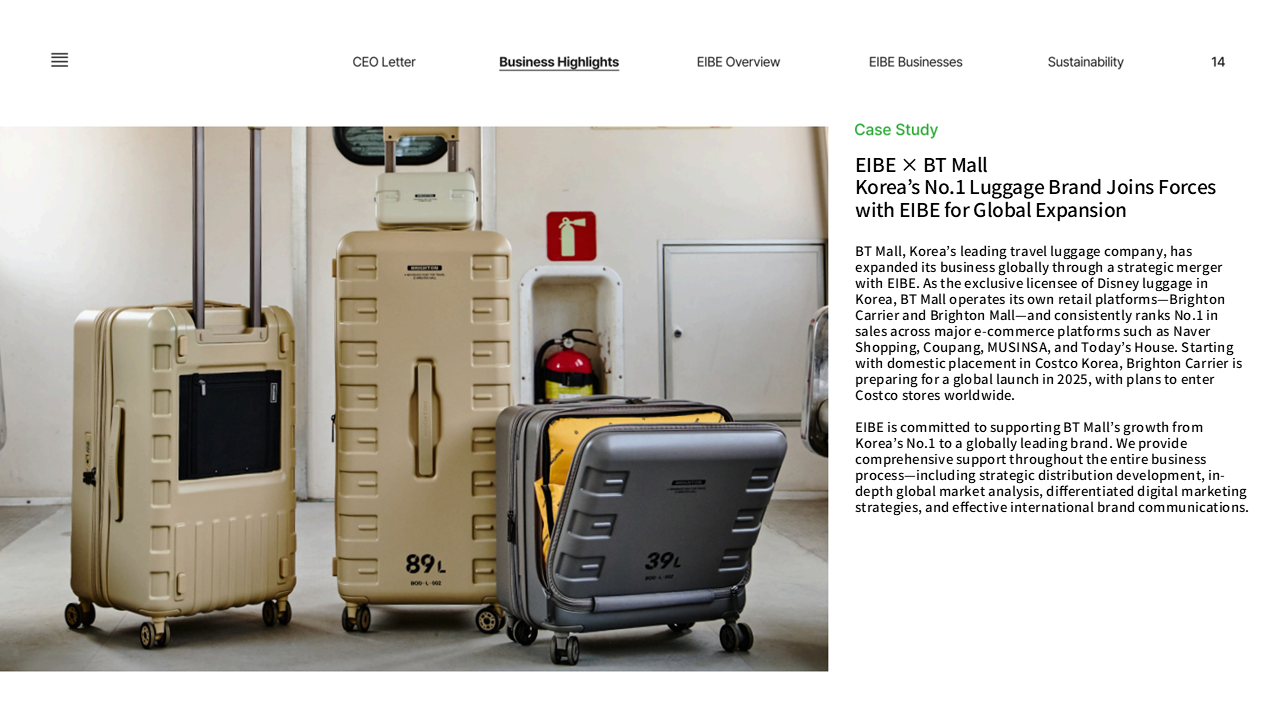 CEO Letter
Business Highlights
EIBE Overview
EIBE Businesses
Sustainability
14
Case Study
EIBE × BT Mall
Korea’s No.1 Luggage Brand Joins Forces
with EIBE for Global Expansion
BT Mall, Korea’s leading travel luggage company, has
expanded its business globally through a strategic merger
with EIBE. As the exclusive licensee of Disney luggage in
Korea, BT Mall operates its own retail platforms—Brighton
Carrier and Brighton Mall—and consistently ranks No.1 in
sales across major e-commerce platforms such as Naver
Shopping, Coupang, MUSINSA, and Today’s House. Starting
with domestic placement in Costco Korea, Brighton Carrier is
preparing for a global launch in 2025, with plans to enter
Costco stores worldwide.
EIBE is committed to supporting BT Mall’s growth from
Korea’s No.1 to a globally leading brand. We provide
comprehensive support throughout the entire business
process—including strategic distribution development, in-
depth global market analysis, differentiated digital marketing
strategies, and effective international brand communications.
BRIGHTON
89L
39L